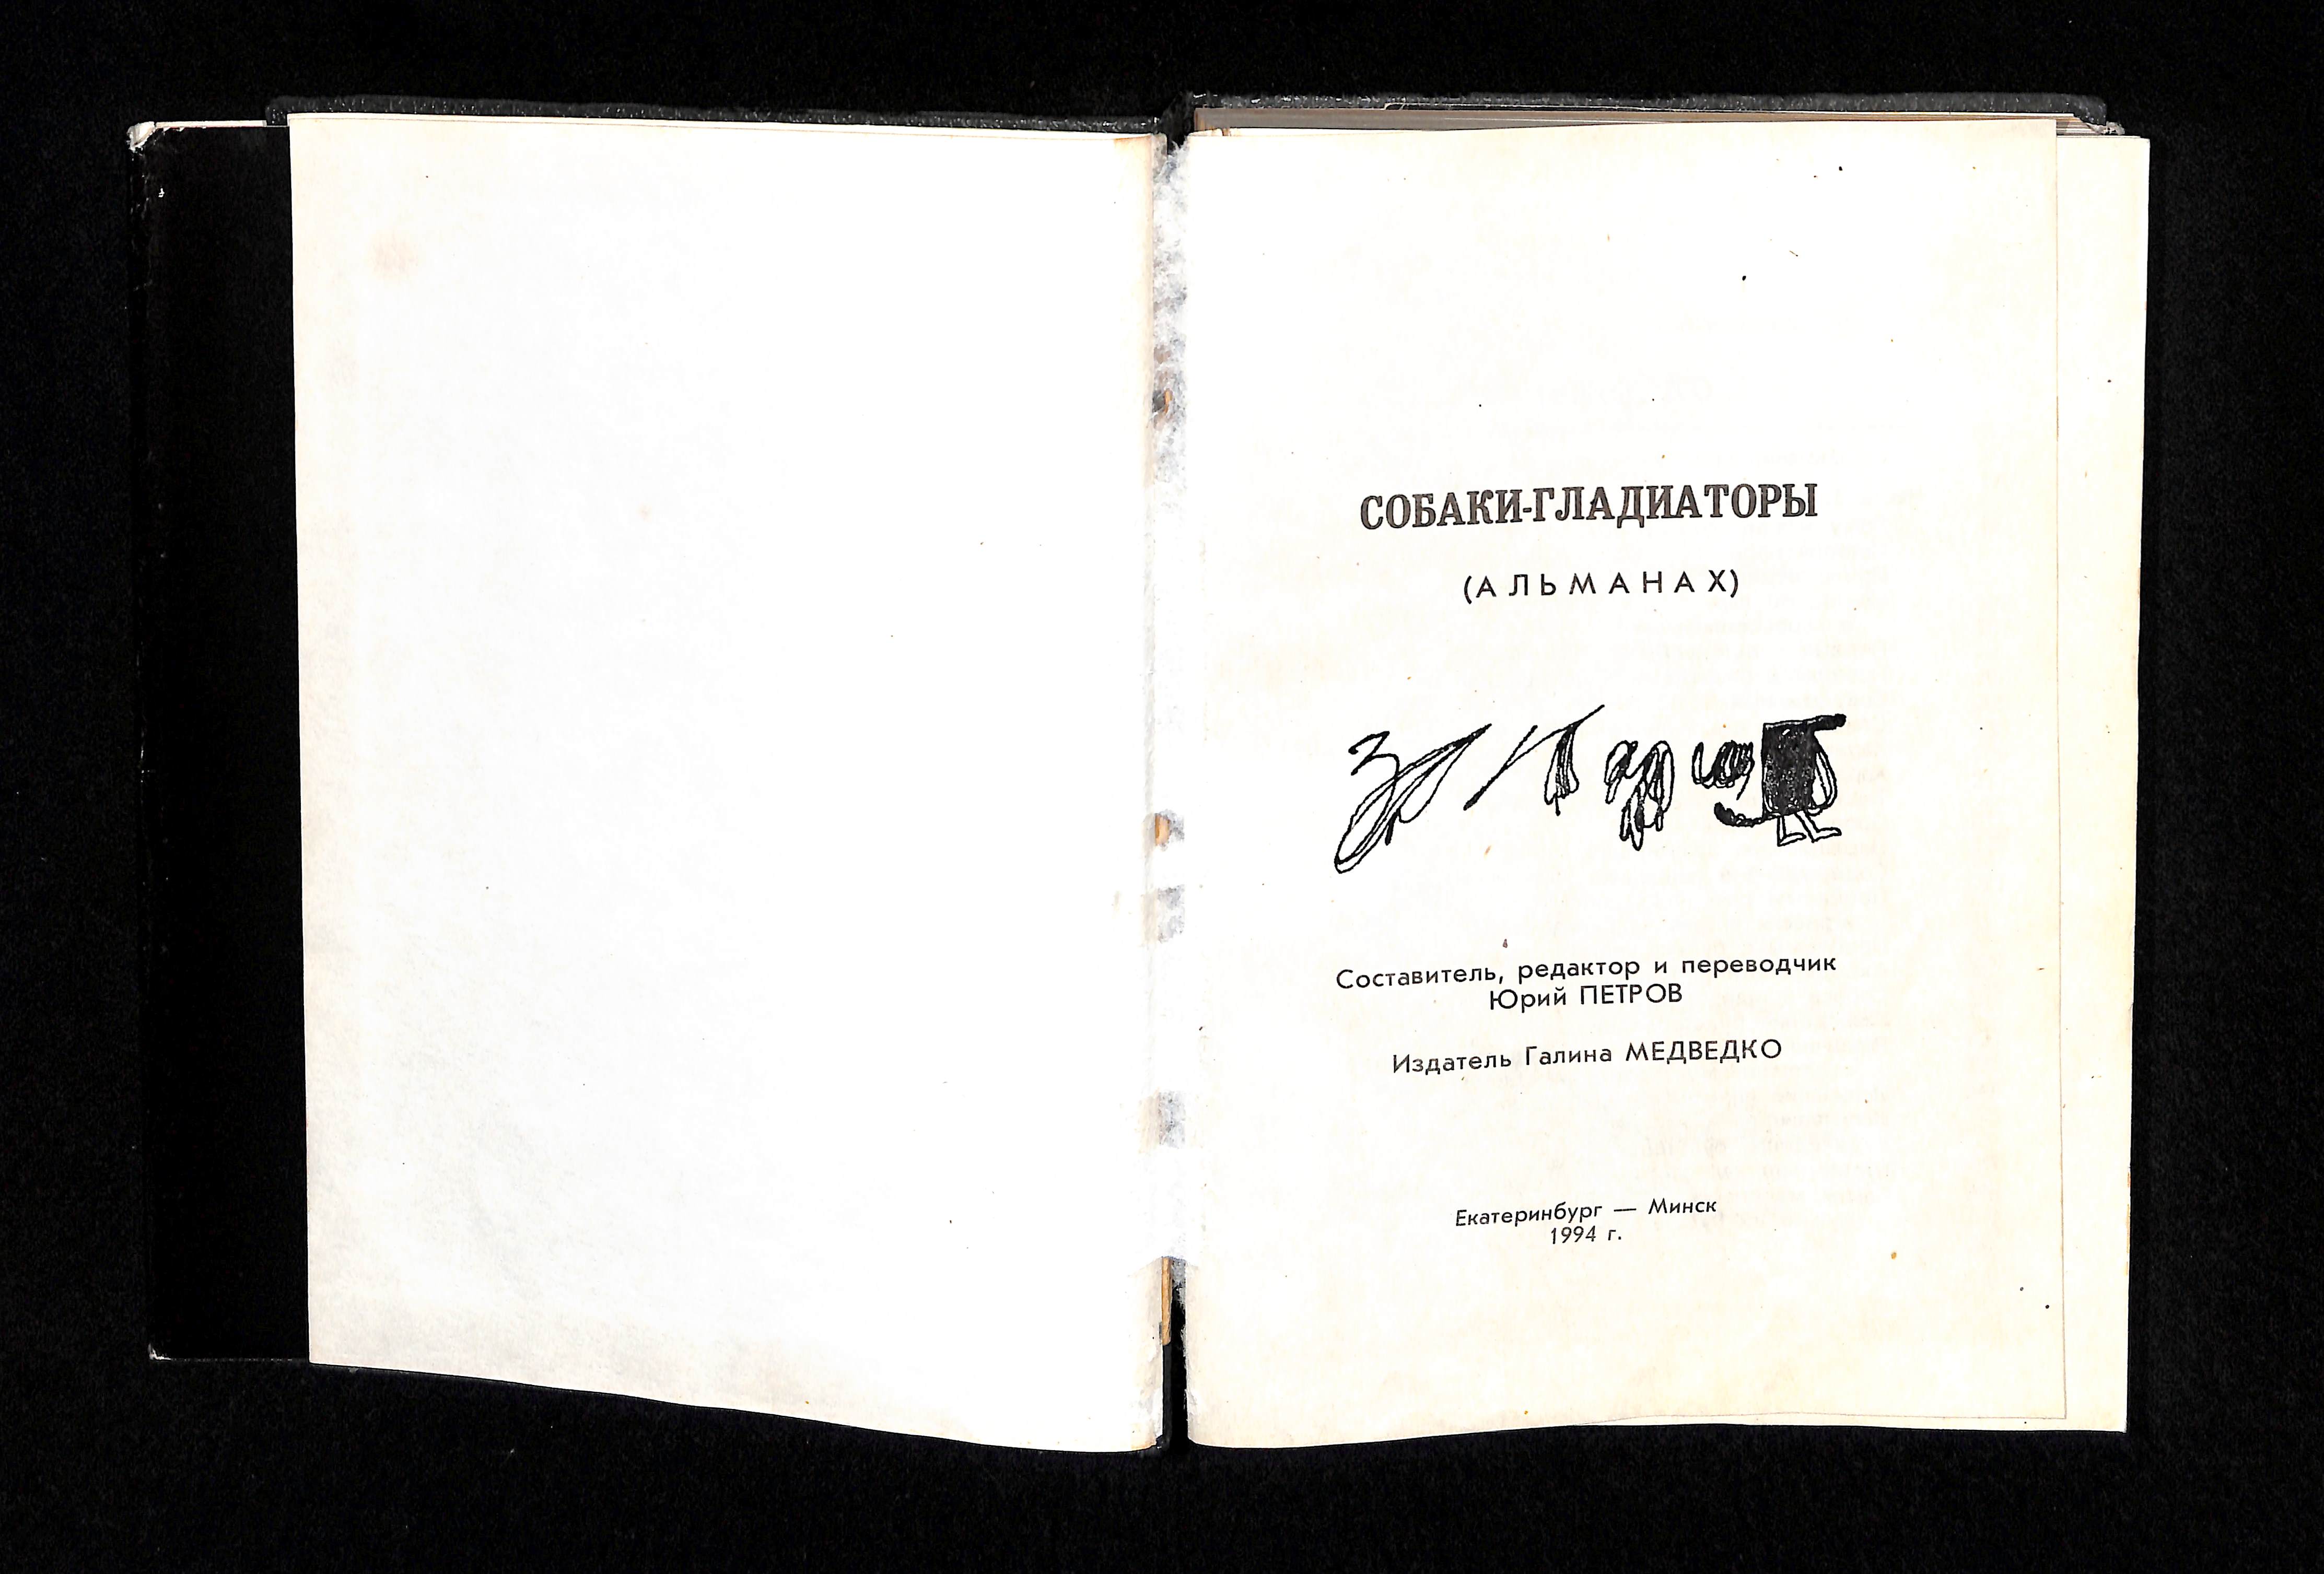 СОБАКИ-ГЛАДИАТОРЫ
(АЛЬМАНАХ)
Составитель, редактор и переводчик
Юрий ПЕТРОВ
Издатель Галина МЕДВЕДКО
Екатеринбург — Минск
1994 г.